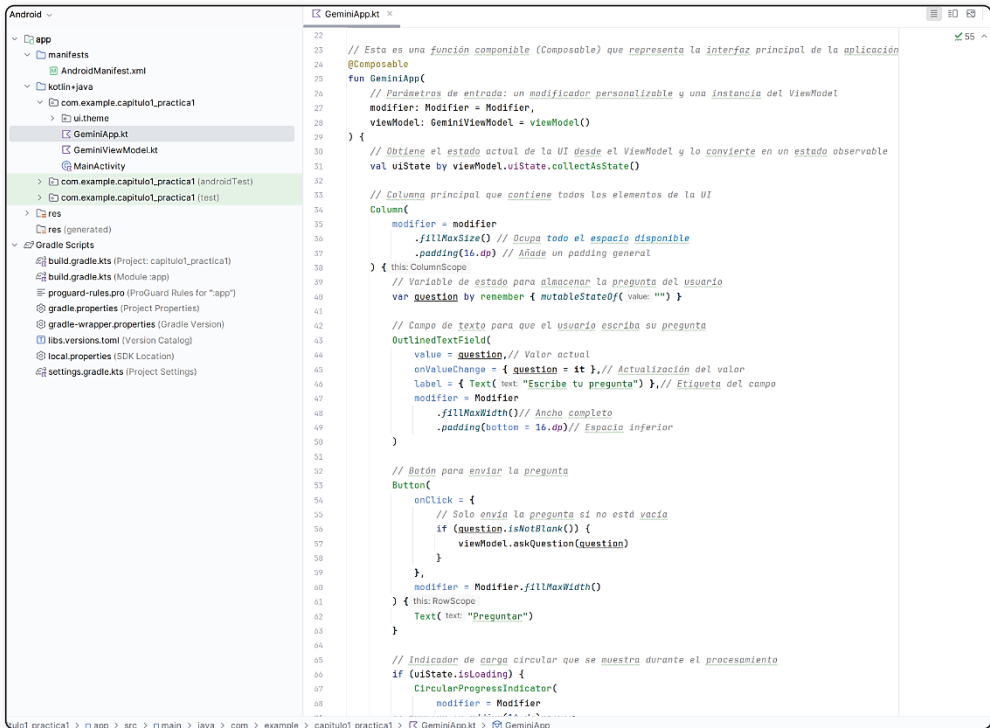 Android
app
manifests
AndroidManifest.xml
kotlin+java
com.example.capitulo1_practica1
ui.theme
GeminiApp.kt
GeminiViewModel.kt
MainActivity
com.example.capitulo1_practica1 (androidTest)
com.example.capitulo1_practica1 (test)
res
res (generated)
Gradle Scripts
build.gradle.kts (Project: capitulo1_practica1)
build.gradle.kts (Module :app)
proguard-rules.pro (ProGuard Rules for ":app")
gradle.properties (Project Properties)
gradle-wrapper.properties (Gradle Version)
libs.versions.toml (Version Catalog)
local.properties (SDK Location)
settings.gradle.kts (Project Settings)
GeminiApp.kt
55
22
23 // Esta es una función componible (Composable) que representa la interfaz principal de la aplicación
24 @Composable
25 fun GeminiApp(
26 // Parámetros de entrada: un modificador personalizable y una instancia del ViewModel
27 modifier: Modifier = Modifier,
28 viewModel: GeminiViewModel = viewModel()
29 ) {
30 // Obtiene el estado actual de la UI desde el ViewModel y lo convierte en un estado observable
31 val uiState by viewModel.uiState.collectAsState()
32
33 // Columna principal que contiene todos los elementos de la UI
34 Column(
35 modifier = modifier
36 .fillMaxSize() // Ocupa todo el espacio disponible
37 .padding(16.dp) // Añade un padding general
38 ) { this: ColumnScope
39 // Variable de estado para almacenar la pregunta del usuario
40 var question by remember { mutableStateOf( value: "") }
41
42 // Campo de texto para que el usuario escriba su pregunta
43 OutlinedTextField(
44 value = question,// Valor actual
45 onValueChange = { question = it },// Actualización del valor
46 label = { Text( text: "Escribe tu pregunta") },// Etiqueta del campo
47 modifier = Modifier
48 .fillMaxWidth()// Ancho completo
49 .padding(bottom = 16.dp)// Espacio inferior
50 )
51
52 // Botón para enviar la pregunta
53 Button(
54 onClick = {
55 // Solo envía la pregunta si no está vacía
56 if (question.isNotBlank()) {
57 viewModel.askQuestion(question)
58 }
59 },
60 modifier = Modifier.fillMaxWidth()
61 ) { this: RowScope
62 Text( text: "Preguntar")
63 }
64
65 // Indicador de carga circular que se muestra durante el procesamiento
66 if (uiState.isLoading) {
67 CircularProgressIndicator(
68 modifier = Modifier
tulo1_practica1 > app > src > main > java > com > example > capitulo1_practica1 > GeminiApp.kt > GeminiApp